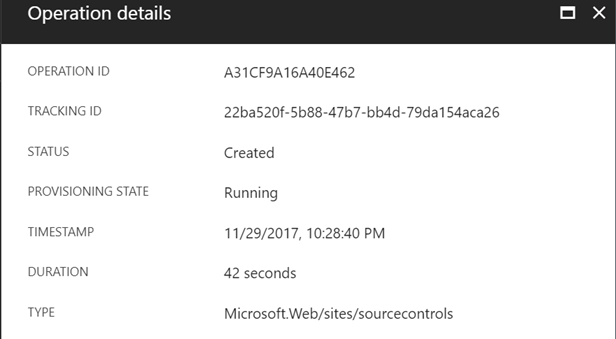 Operation details
OPERATION ID A31CF9A16A40E462
TRACKING ID 22ba520f-5b88-47b7-bb4d-79da154aca26
STATUS Created
PROVISIONING STATE Running
TIMESTAMP 11/29/2017, 10:28:40 PM
DURATION 42 seconds
TYPE Microsoft.Web/sites/sourcecontrols